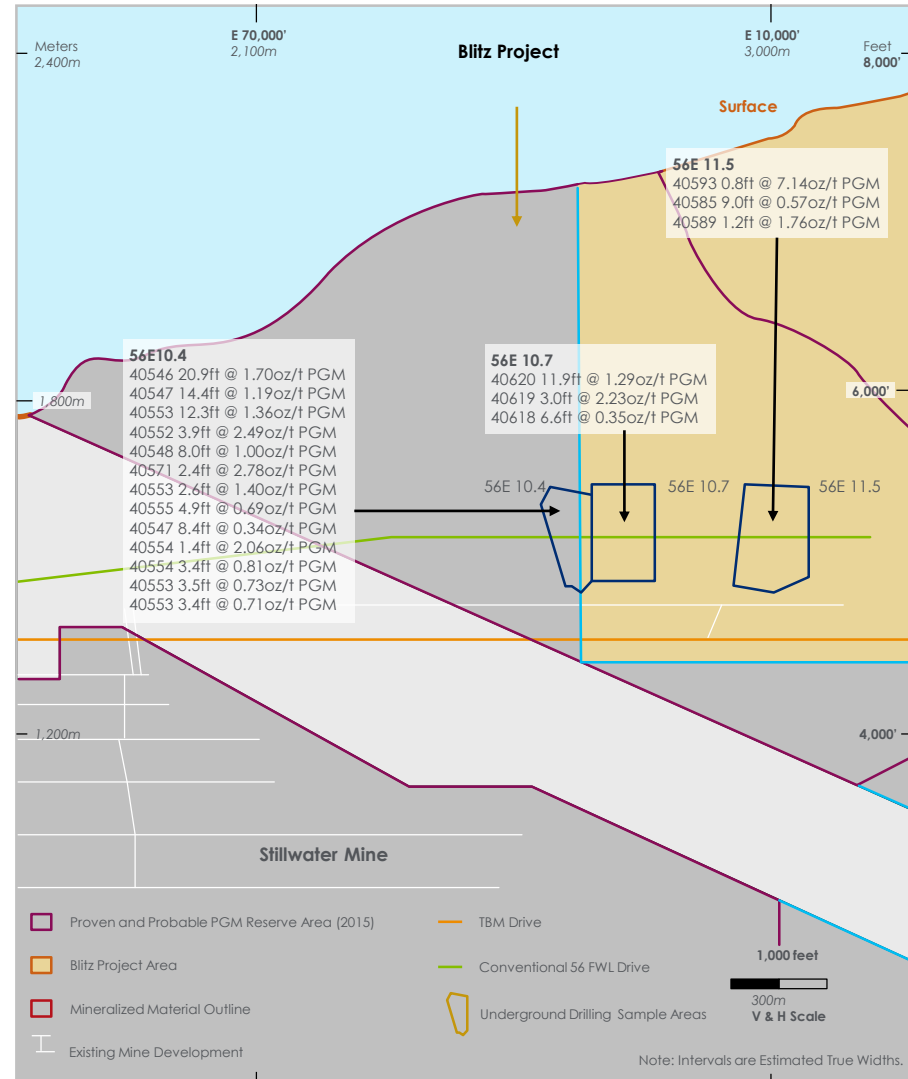 E 70,000'
2,100m
E 10,000'
3,000m
Meters
2,400m
Blitz Project
Feet
8,000'
Surface
56E 11.5
40593 0.8ft @ 7.14oz/t PGM
40585 9.0ft @ 0.57oz/t PGM
40589 1.2ft @ 1.76oz/t PGM
56E10.4
40546 20.9ft @ 1.70oz/t PGM
40547 14.4ft @ 1.19oz/t PGM
40553 12.3ft @ 1.36oz/t PGM
40552 3.9ft @ 2.49oz/t PGM
40548 8.0ft @ 1.00oz/t PGM
40571 2.4ft @ 2.78oz/t PGM
40553 2.6ft @ 1.40oz/t PGM
40555 4.9ft @ 0.69oz/t PGM
40547 8.4ft @ 0.34oz/t PGM
40554 1.4ft @ 2.06oz/t PGM
40554 3.4ft @ 0.81oz/t PGM
40553 3.5ft @ 0.73oz/t PGM
40553 3.4ft @ 0.71oz/t PGM
56E 10.7
40620 11.9ft @ 1.29oz/t PGM
40619 3.0ft @ 2.23oz/t PGM
40618 6.6ft @ 0.35oz/t PGM
1,800m
6,000'
56E 10.4
56E 10.7
56E 11.5
1,200m
4,000'
Stillwater Mine
Proven and Probable PGM Reserve Area (2015)
Blitz Project Area
Mineralized Material Outline
Existing Mine Development
TBM Drive
Conventional 56 FWL Drive
Underground Drilling Sample Areas
1,000 feet
300m
V & H Scale
Note: Intervals are Estimated True Widths.